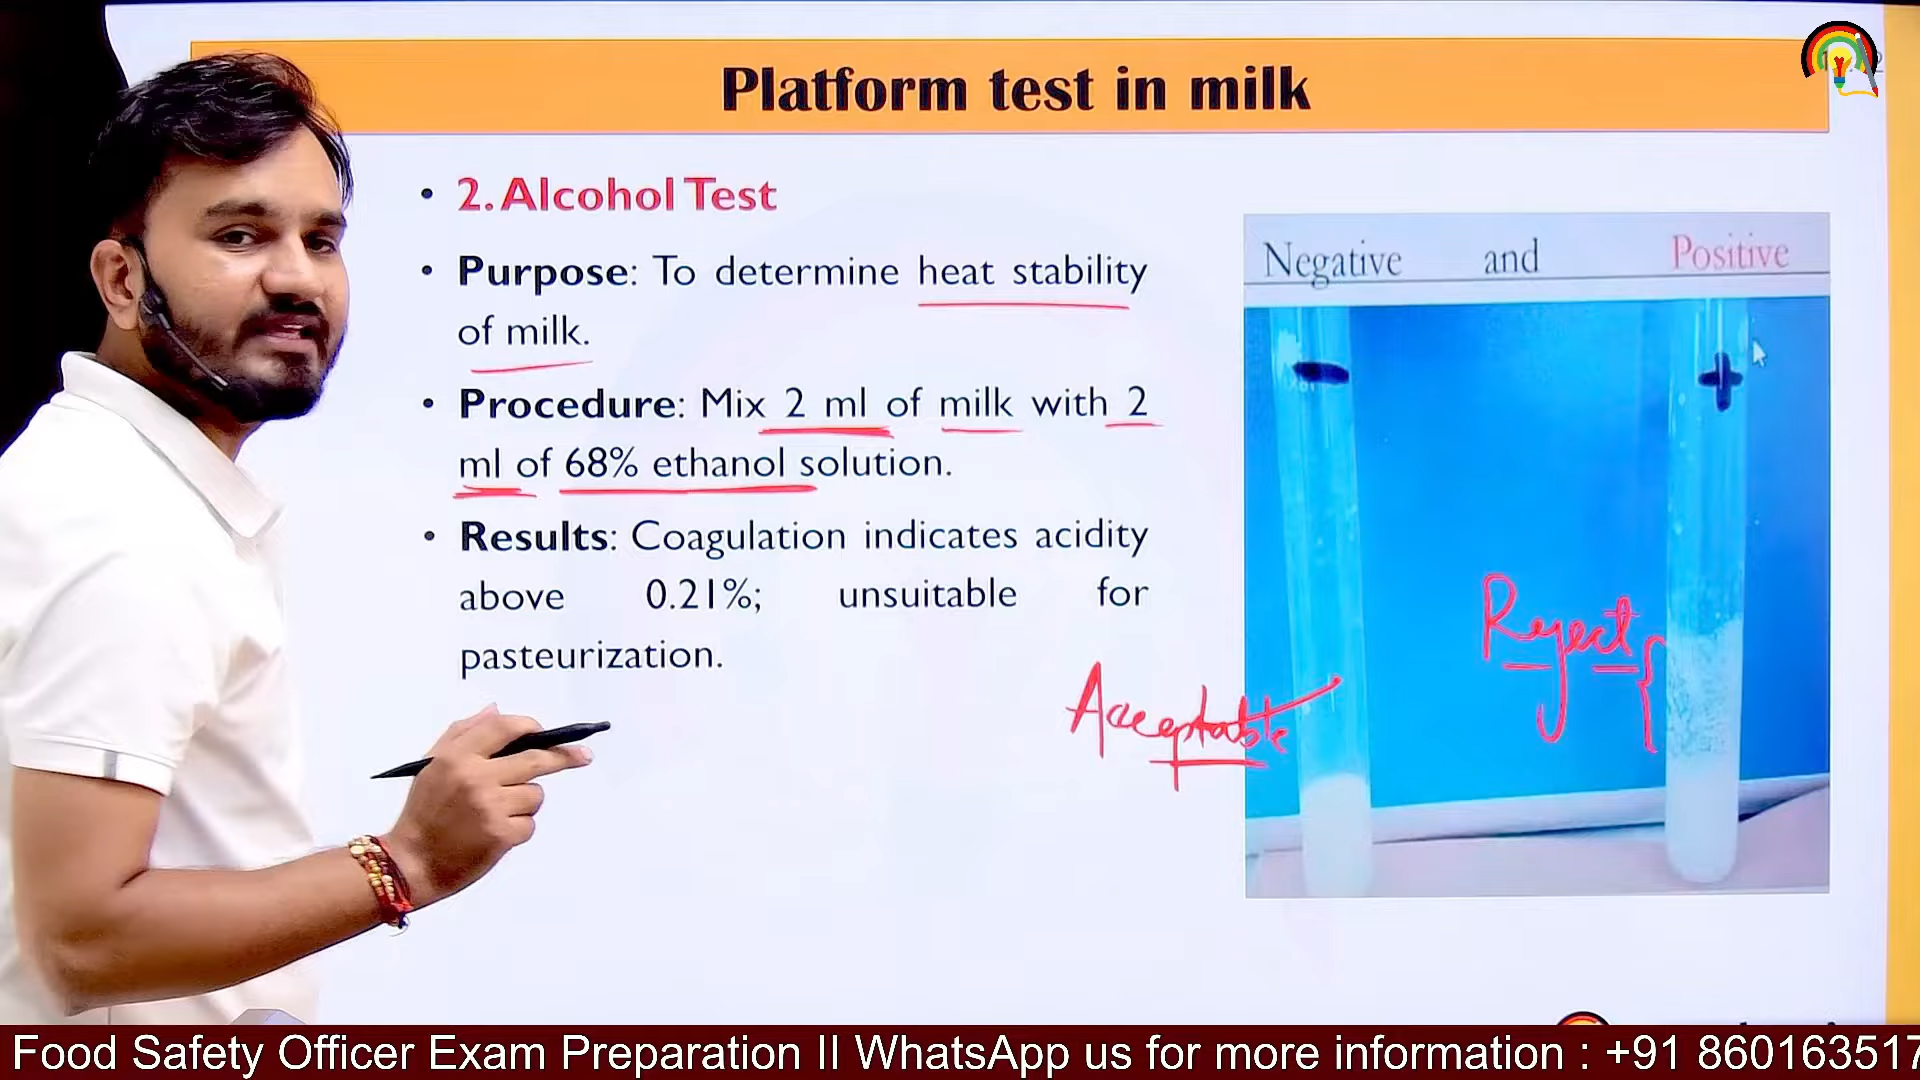 Platform test in milk
• 2. Alcohol Test
• Purpose: To determine heat stability
of milk.
• Procedure: Mix 2 ml of milk with 2
ml of 68% ethanol solution.
• Results: Coagulation indicates acidity
above 0.21%; unsuitable for
pasteurization.
Negative and Positive
Reject
Acceptable
Food Safety Officer Exam Preparation II WhatsApp us for more information : +91 860163517